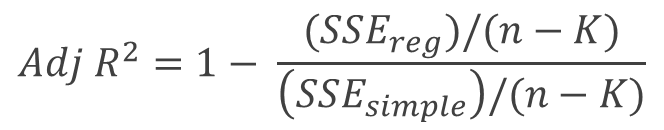 Adj R² = 1 − (SSE_reg)/(n − K) / (SSE_simple)/(n − K)